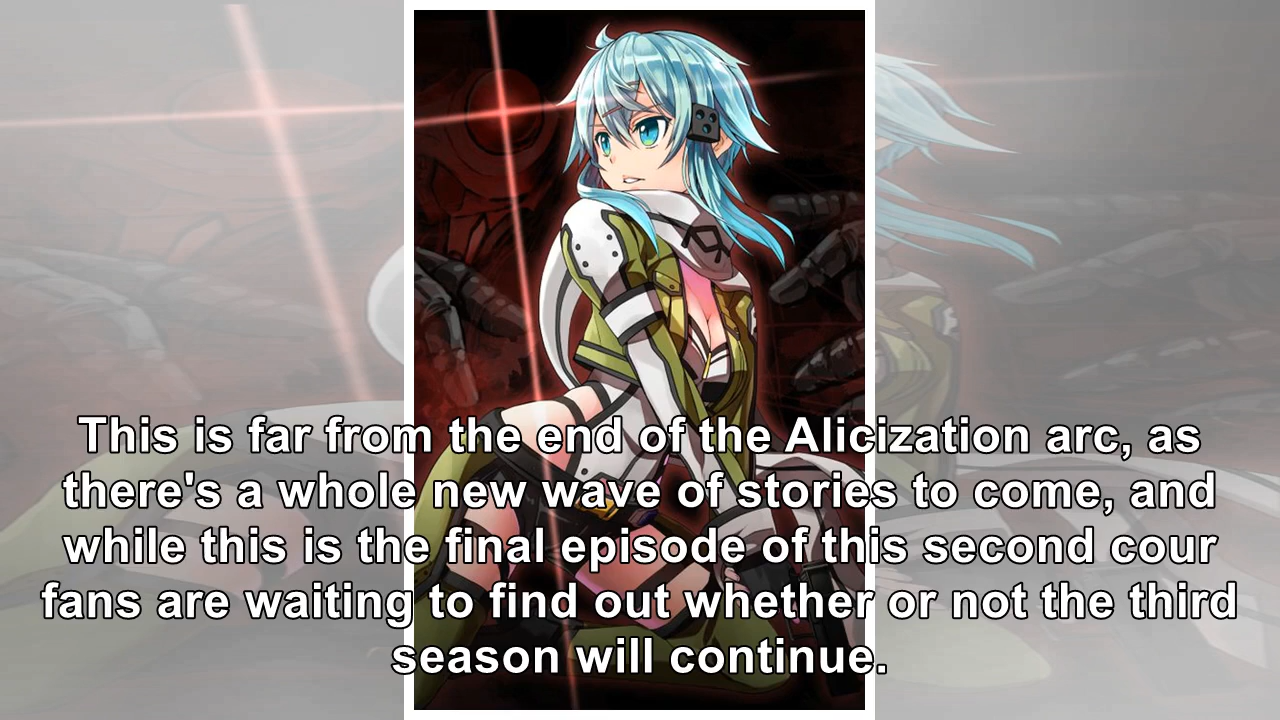 This is far from the end of the Alicization arc, as
there's a whole new wave of stories to come, and
while this is the final episode of this second cour
fans are waiting to find out whether or not the third
season will continue.